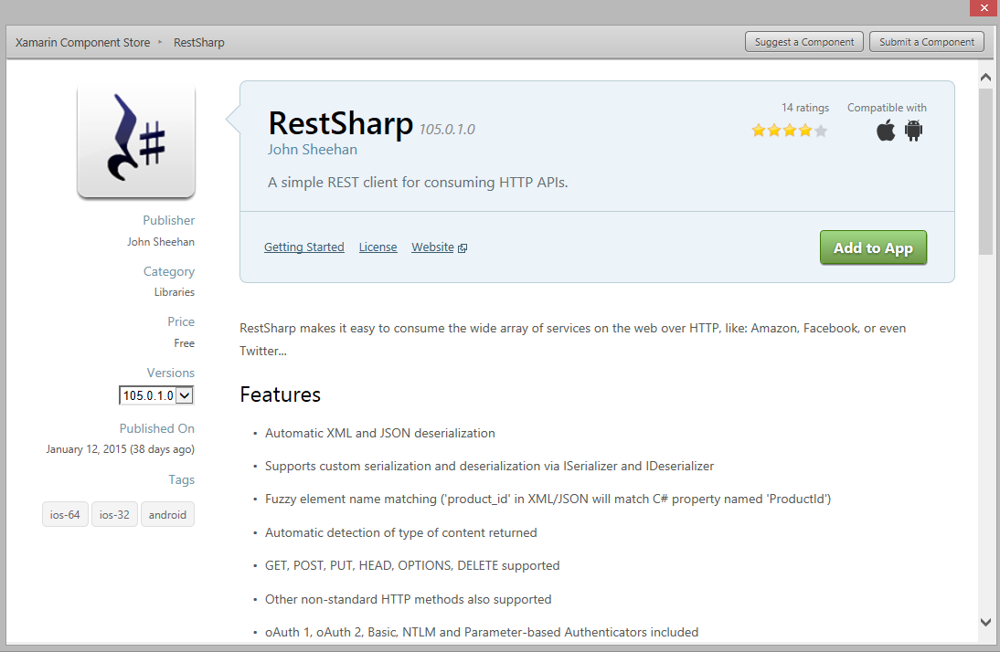 Xamarin Component Store ▸ RestSharp
Suggest a Component
Submit a Component
#
Publisher
John Sheehan
Category
Libraries
Price
Free
Versions
105.0.1.0
Published On
January 12, 2015 (38 days ago)
Tags
ios-64 ios-32 android
RestSharp 105.0.1.0
John Sheehan
A simple REST client for consuming HTTP APIs.
14 ratings
Compatible with
Getting Started License Website
Add to App
RestSharp makes it easy to consume the wide array of services on the web over HTTP, like: Amazon, Facebook, or even
Twitter...
Features
• Automatic XML and JSON deserialization
• Supports custom serialization and deserialization via ISerializer and IDeserializer
• Fuzzy element name matching ('product_id' in XML/JSON will match C# property named 'ProductId')
• Automatic detection of type of content returned
• GET, POST, PUT, HEAD, OPTIONS, DELETE supported
• Other non-standard HTTP methods also supported
• oAuth 1, oAuth 2, Basic, NTLM and Parameter-based Authenticators included